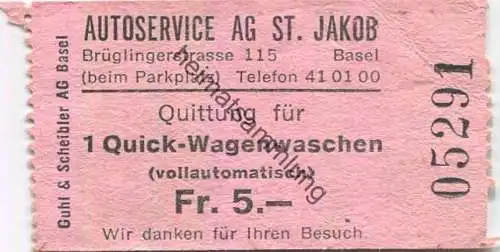 AUTOSERVICE AG ST. JAKOB
Brüglingerstrasse 115 Basel
(beim Parkplatz) Telefon 41 01 00
Quittung für
1 Quick-Wagenwaschen
(vollautomatisch)
Fr. 5.—
Wir danken für Ihren Besuch.
Guhl & Scheibler AG Basel
05291
heimatsammlung